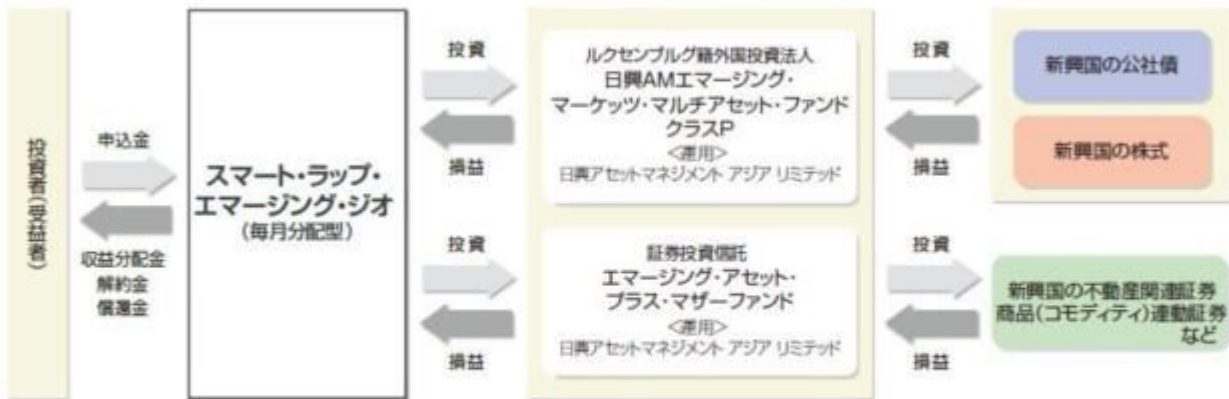 投資者(受益者)
申込金
収益分配金
解約金
償還金
スマート・ラップ・
エマージング・ジオ
(毎月分配型)
投資
損益
投資
損益
ルクセンブルグ籍外国投資法人
日興AMエマージング・
マーケッツ・マルチアセット・ファンド
クラスP
<運用>
日興アセットマネジメント アジア リミテッド
証券投資信託
エマージング・アセット・
プラス・マザーファンド
<運用>
日興アセットマネジメント アジア リミテッド
投資
損益
投資
損益
新興国の公社債
新興国の株式
新興国の不動産関連証券
商品(コモディティ)連動証券
など